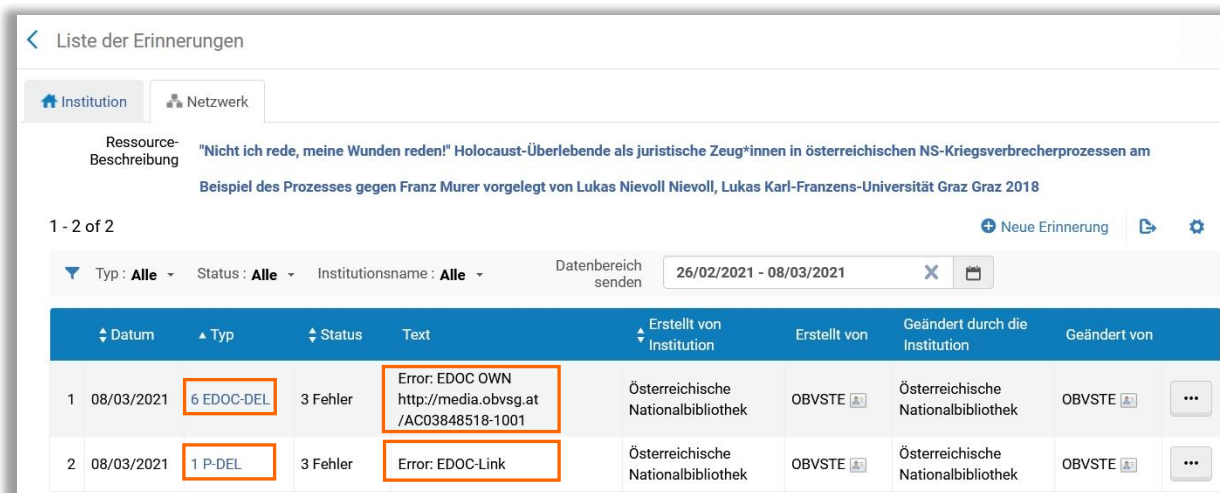 Liste der Erinnerungen
Institution
Netzwerk
Ressource-
Beschreibung
"Nicht ich rede, meine Wunden reden!" Holocaust-Überlebende als juristische Zeug*innen in österreichischen NS-Kriegsverbrecherprozessen am
Beispiel des Prozesses gegen Franz Murer vorgelegt von Lukas Nievoll Nievoll, Lukas Karl-Franzens-Universität Graz Graz 2018
1 - 2 of 2
Neue Erinnerung
Typ : Alle
Status : Alle
Institutionsname : Alle
Datenbereich
senden
26/02/2021 - 08/03/2021
Datum
Typ
Status
Text
Erstellt von
Institution
Erstellt von
Geändert durch die
Institution
Geändert von
1 08/03/2021 6 EDOC-DEL 3 Fehler
Error: EDOC OWN
http://media.obvsg.at
/AC03848518-1001
Österreichische
Nationalbibliothek
OBVSTE
Österreichische
Nationalbibliothek
OBVSTE
2 08/03/2021 1 P-DEL 3 Fehler
Error: EDOC-Link
Österreichische
Nationalbibliothek
OBVSTE
Österreichische
Nationalbibliothek
OBVSTE